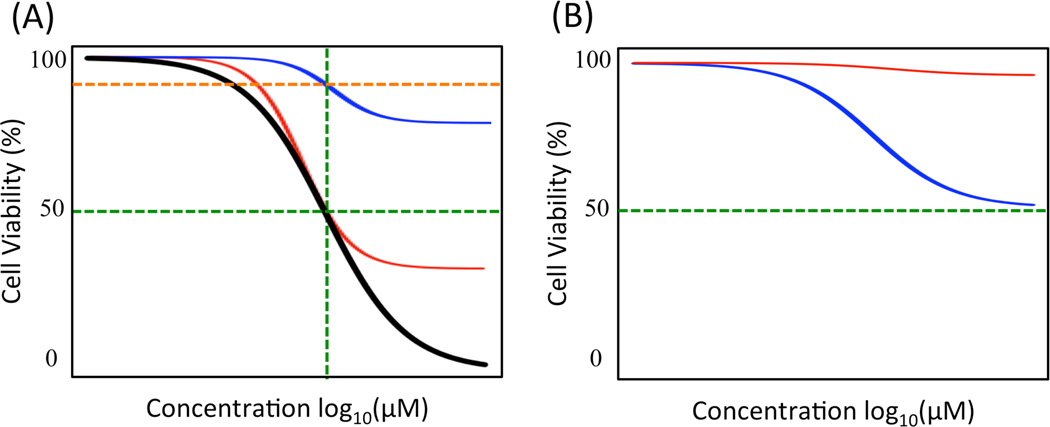 (A)
100
50
0
Cell Viability (%)
Concentration log10(μM)
(B)
100
50
0
Cell Viability (%)
Concentration log10(μM)